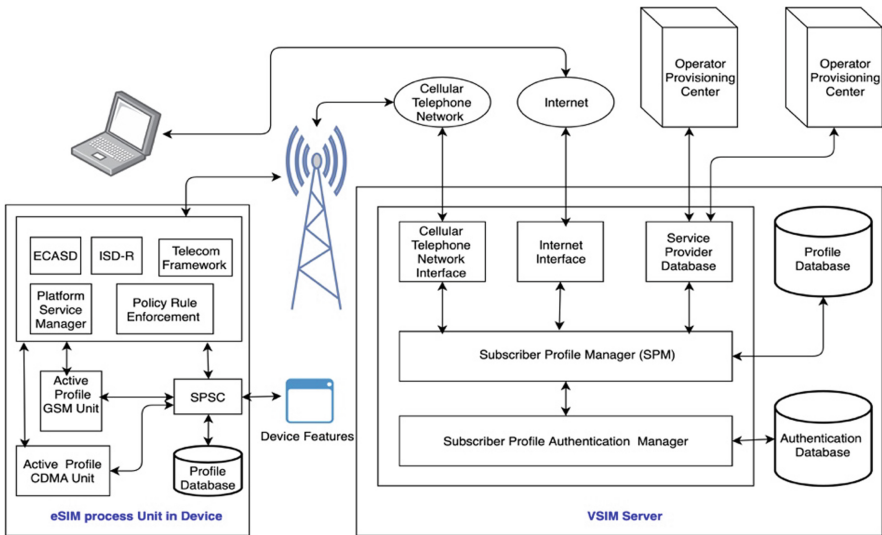 Operator
Provisioning
Center
Operator
Provisioning
Center
Cellular
Telephone
Network
Internet
ECASD
ISD-R
Telecom
Framework
Platform
Service
Manager
Policy Rule
Enforcement
Active
Profile
GSM Unit
SPSC
Active Profile
CDMA Unit
Profile
Database
eSIM process Unit in Device
Device Features
Cellular
Telephone
Network
Interface
Internet
Interface
Service
Provider
Database
Profile
Database
Subscriber Profile Manager (SPM)
Subscriber Profile Authentication Manager
Authentication
Database
VSIM Server